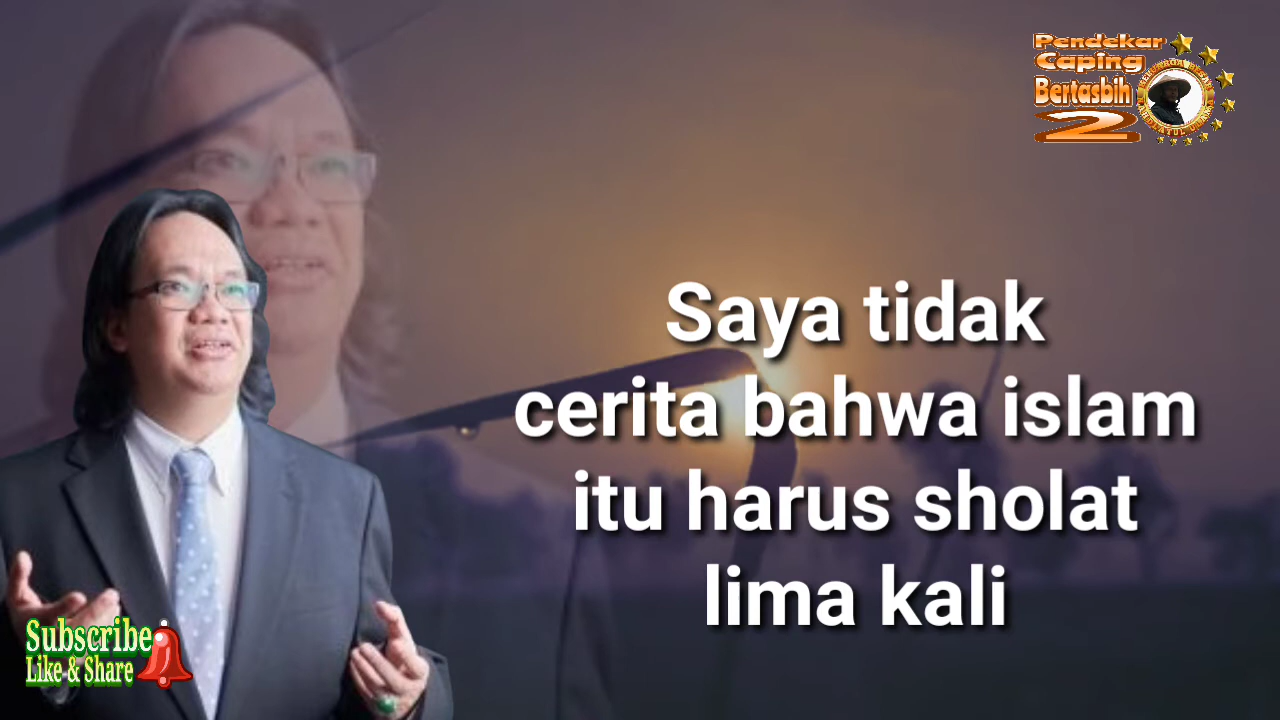 Pendekar
Caping
Bertasbih
2
Saya tidak
cerita bahwa islam
itu harus sholat
lima kali
Subscribe
Like & Share